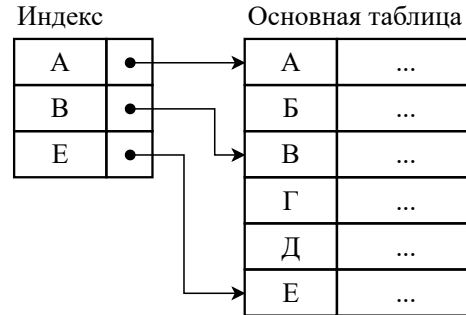 Индекс
Основная таблица
А
В
Е
А ...
Б ...
В ...
Г ...
Д ...
Е ...